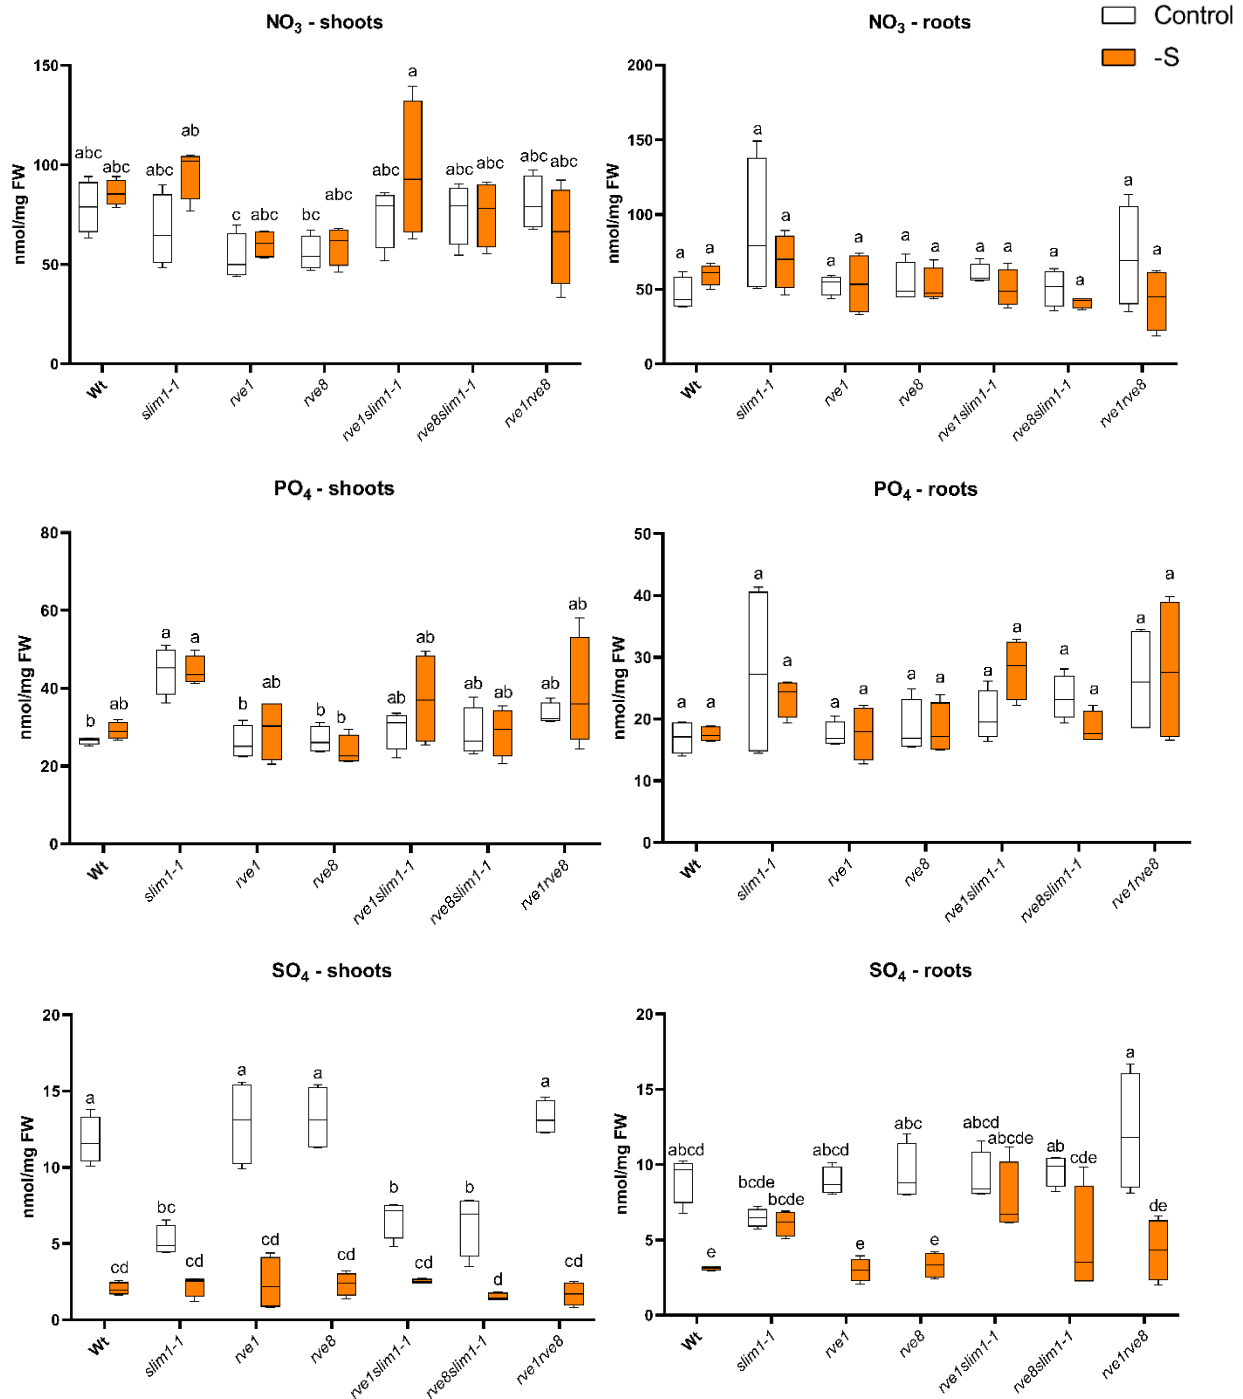 NO3 - shoots
NO3 - roots
Control
-S
150
100
50
0
nmol/mg FW
abc abc abc ab c abc bc abc abc a abc abc abc abc
Wt slim1-1 rve1 rve8 rve1slim1-1 rve8slim1-1 rve1rve8
200
150
100
50
0
nmol/mg FW
a a a a a a a a a a a a a a
Wt slim1-1 rve1 rve8 rve1slim1-1 rve8slim1-1 rve1rve8
PO4 - shoots
80
60
40
20
0
nmol/mg FW
b ab a a b ab b b ab ab ab ab ab ab
Wt slim1-1 rve1 rve8 rve1slim1-1 rve8slim1-1 rve1rve8
PO4 - roots
50
40
30
20
10
0
nmol/mg FW
a a a a a a a a a a a a a a
Wt slim1-1 rve1 rve8 rve1slim1-1 rve8slim1-1 rve1rve8
SO4 - shoots
20
15
10
5
0
nmol/mg FW
a cd bc cd a cd a cd b cd b d a cd
Wt slim1-1 rve1 rve8 rve1slim1-1 rve8slim1-1 rve1rve8
SO4 - roots
20
15
10
5
0
nmol/mg FW
abcd e bcde bcde abcd e abc e abcd abcde ab cde a de
Wt slim1-1 rve1 rve8 rve1slim1-1 rve8slim1-1 rve1rve8